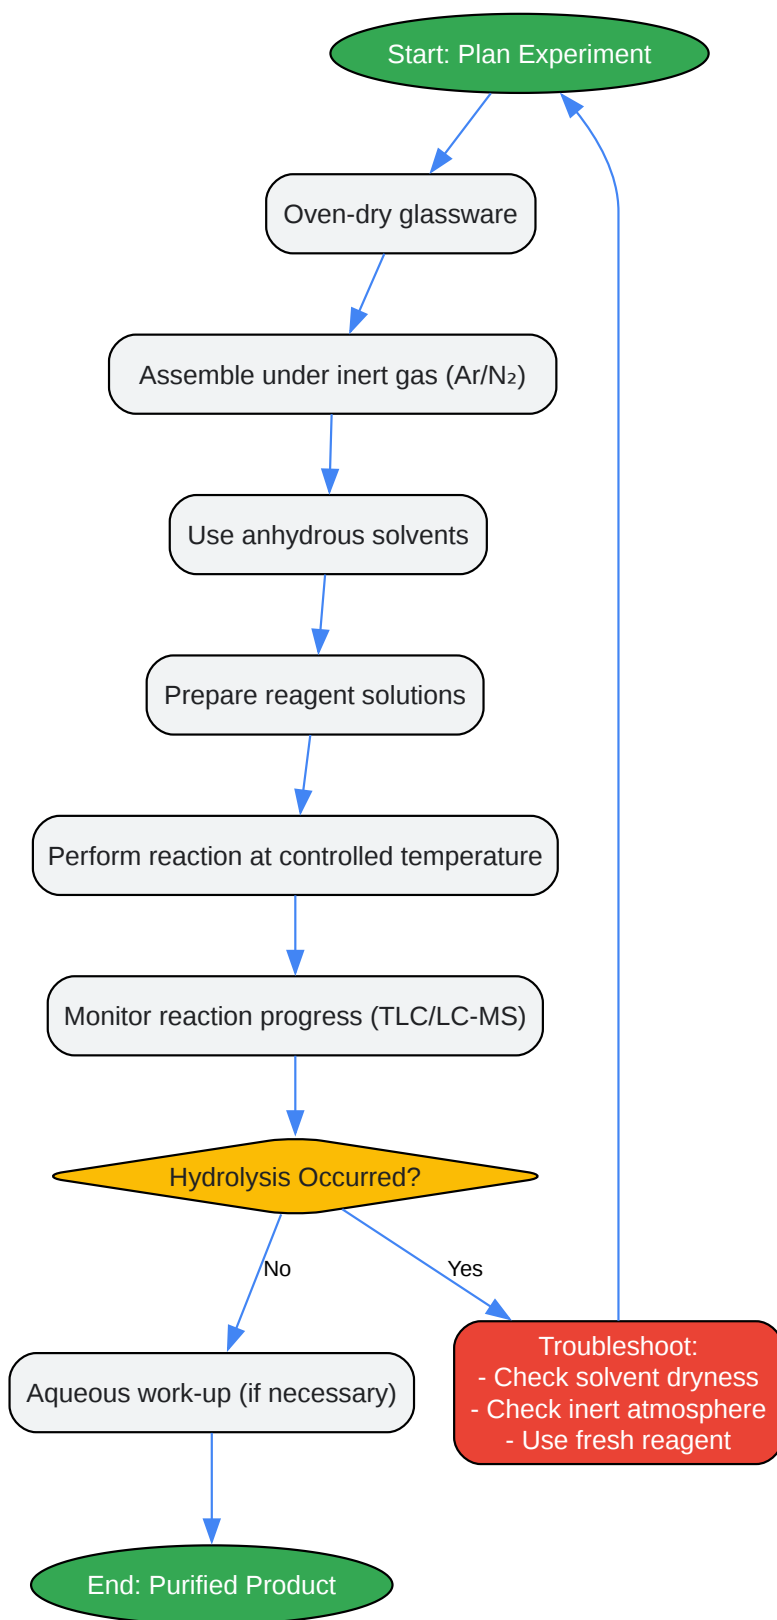 Start: Plan Experiment
Oven-dry glassware
Assemble under inert gas (Ar/N₂)
Use anhydrous solvents
Prepare reagent solutions
Perform reaction at controlled temperature
Monitor reaction progress (TLC/LC-MS)
Hydrolysis Occurred?
No
Yes
Troubleshoot:
- Check solvent dryness
- Check inert atmosphere
- Use fresh reagent
Aqueous work-up (if necessary)
End: Purified Product